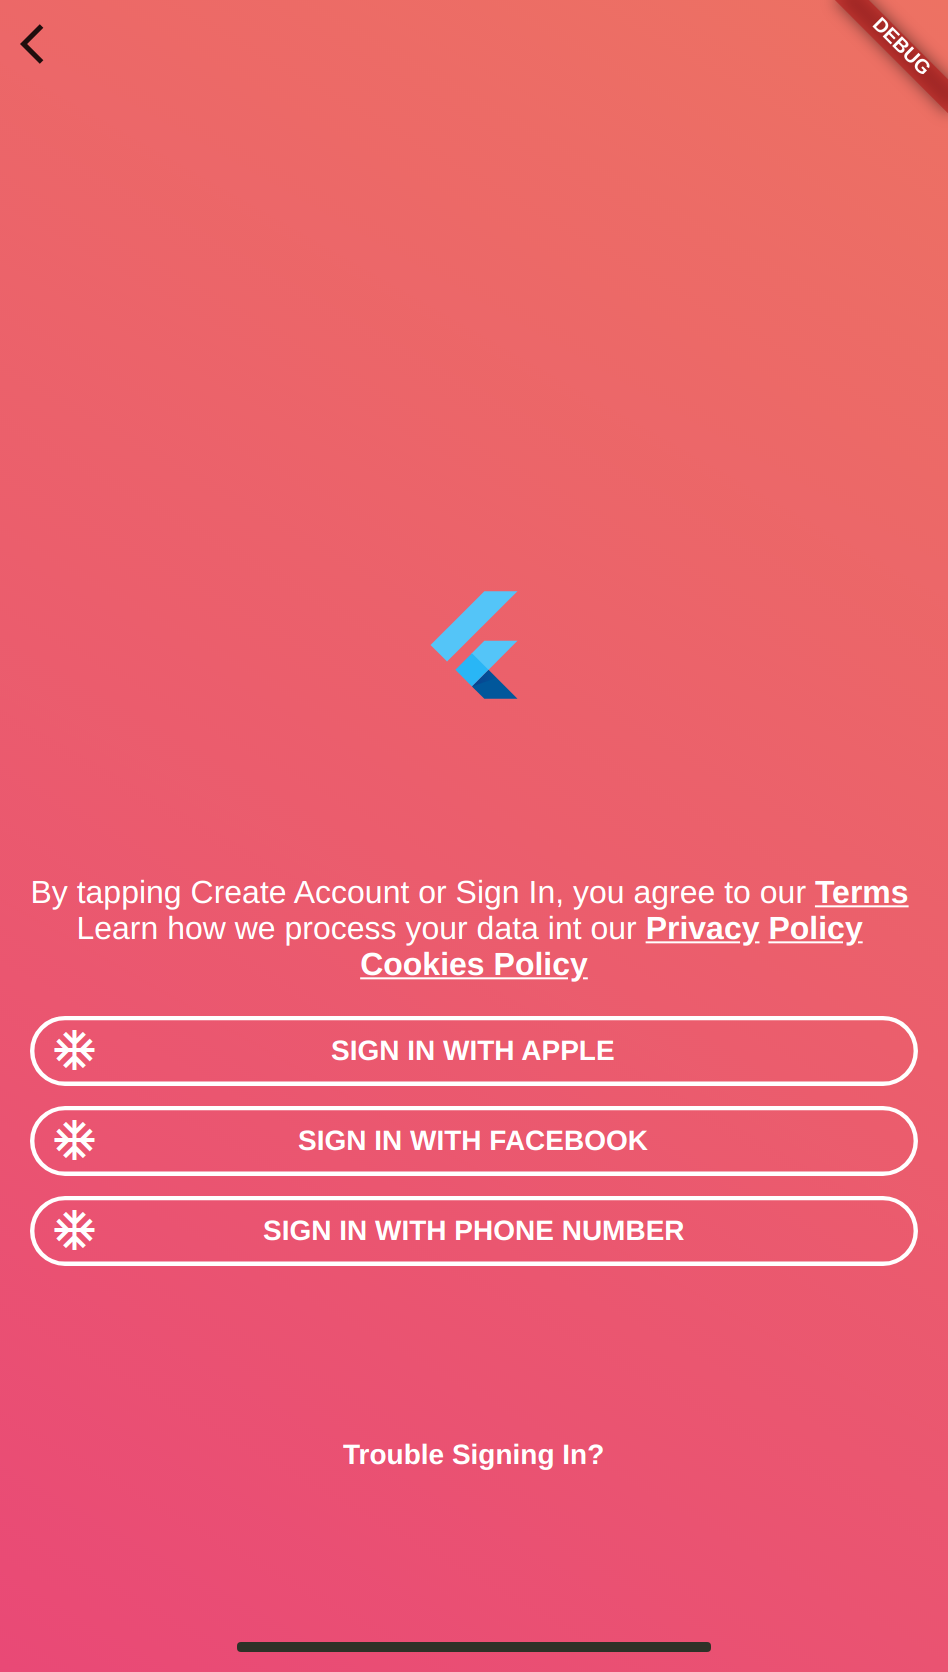 DEBUG
By tapping Create Account or Sign In, you agree to our Terms
Learn how we process your data int our Privacy Policy
Cookies Policy
SIGN IN WITH APPLE
SIGN IN WITH FACEBOOK
SIGN IN WITH PHONE NUMBER
Trouble Signing In?